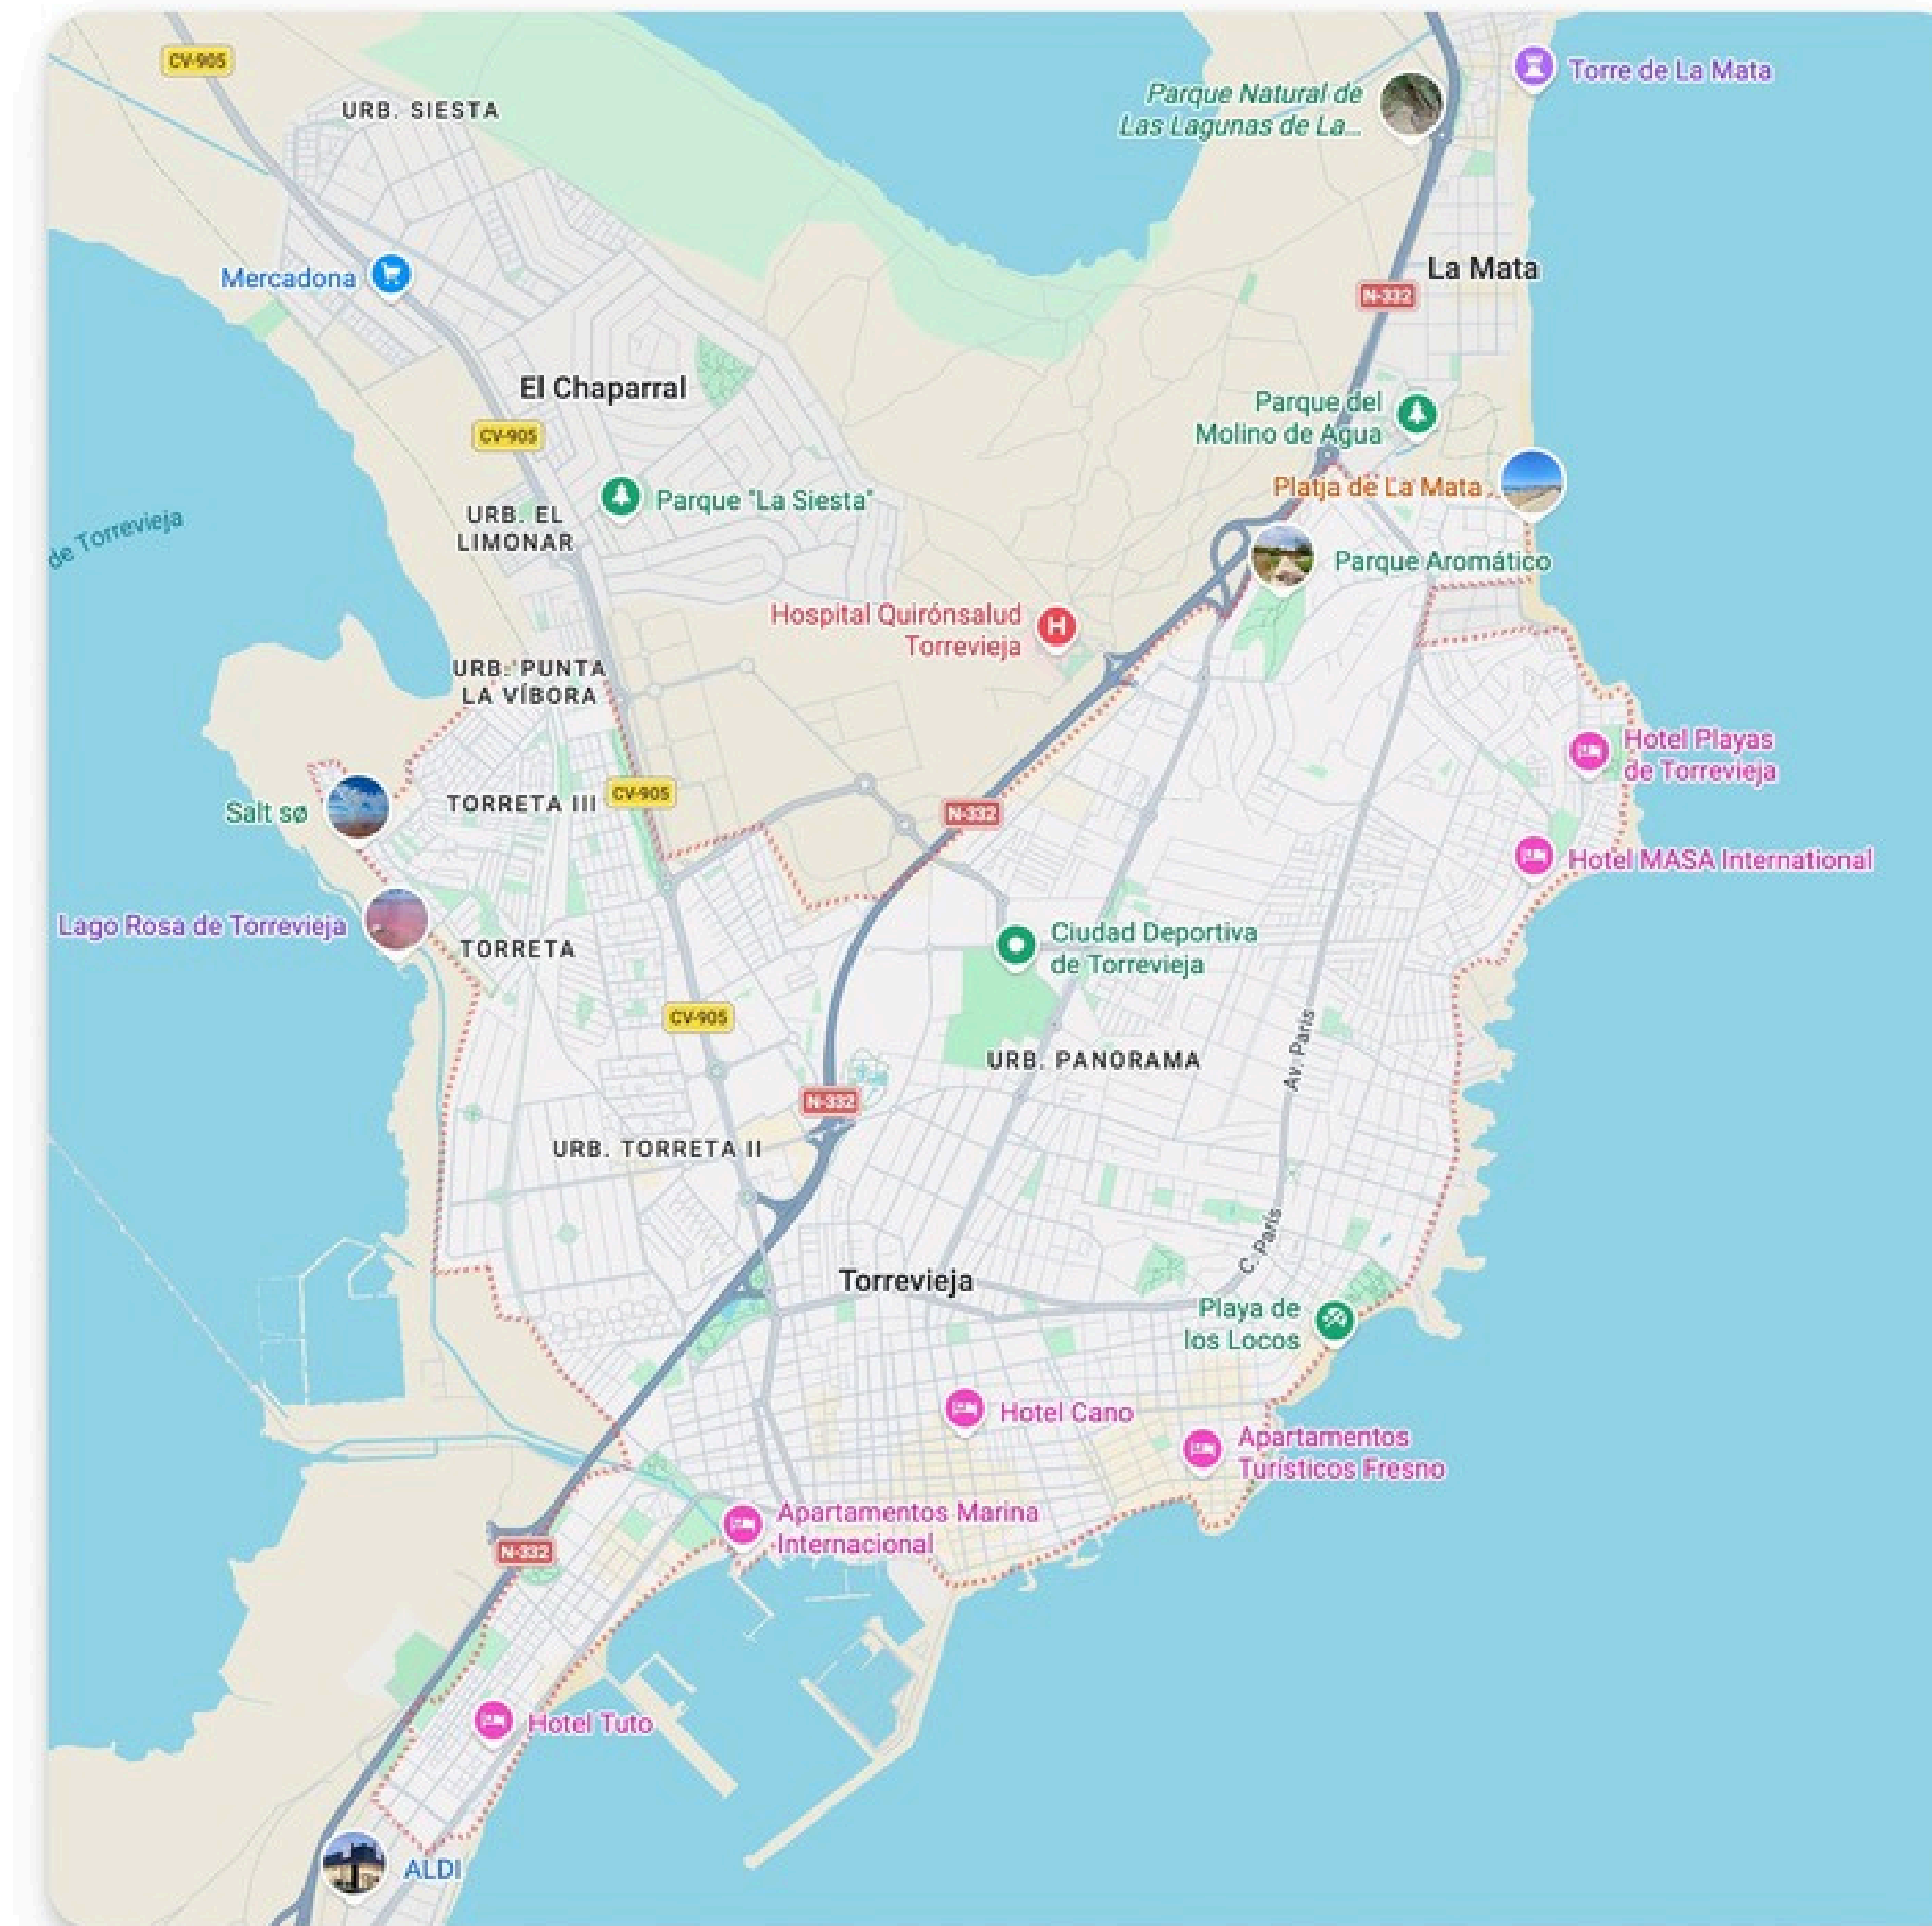 CV-905
Torre de La Mata
Parque Natural de
Las Lagunas de La...
URB. SIESTA
La Mata
Mercadona
N-332
El Chaparral
Parque del
Molino de Agua
CV-905
Platja de La Mata
Parque "La Siesta"
URB. EL
LIMONAR
de Torrevieja
Parque Aromático
Hospital Quirónsalud
Torrevieja
URB. PUNTA
LA VÍBORA
Hotel Playas
de Torrevieja
CV-905
TORRETA III
Salt sø
N-332
Hotel MASA International
Lago Rosa de Torrevieja
TORRETA
Ciudad Deportiva
de Torrevieja
CV-905
Av. París
URB. PANORAMA
N-332
URB. TORRETA II
C. París
Torrevieja
Playa de
los Locos
Hotel Cano
Apartamentos
Turísticos Fresno
Apartamentos Marina
Internacional
N-332
Hotel Tuto
ALDI